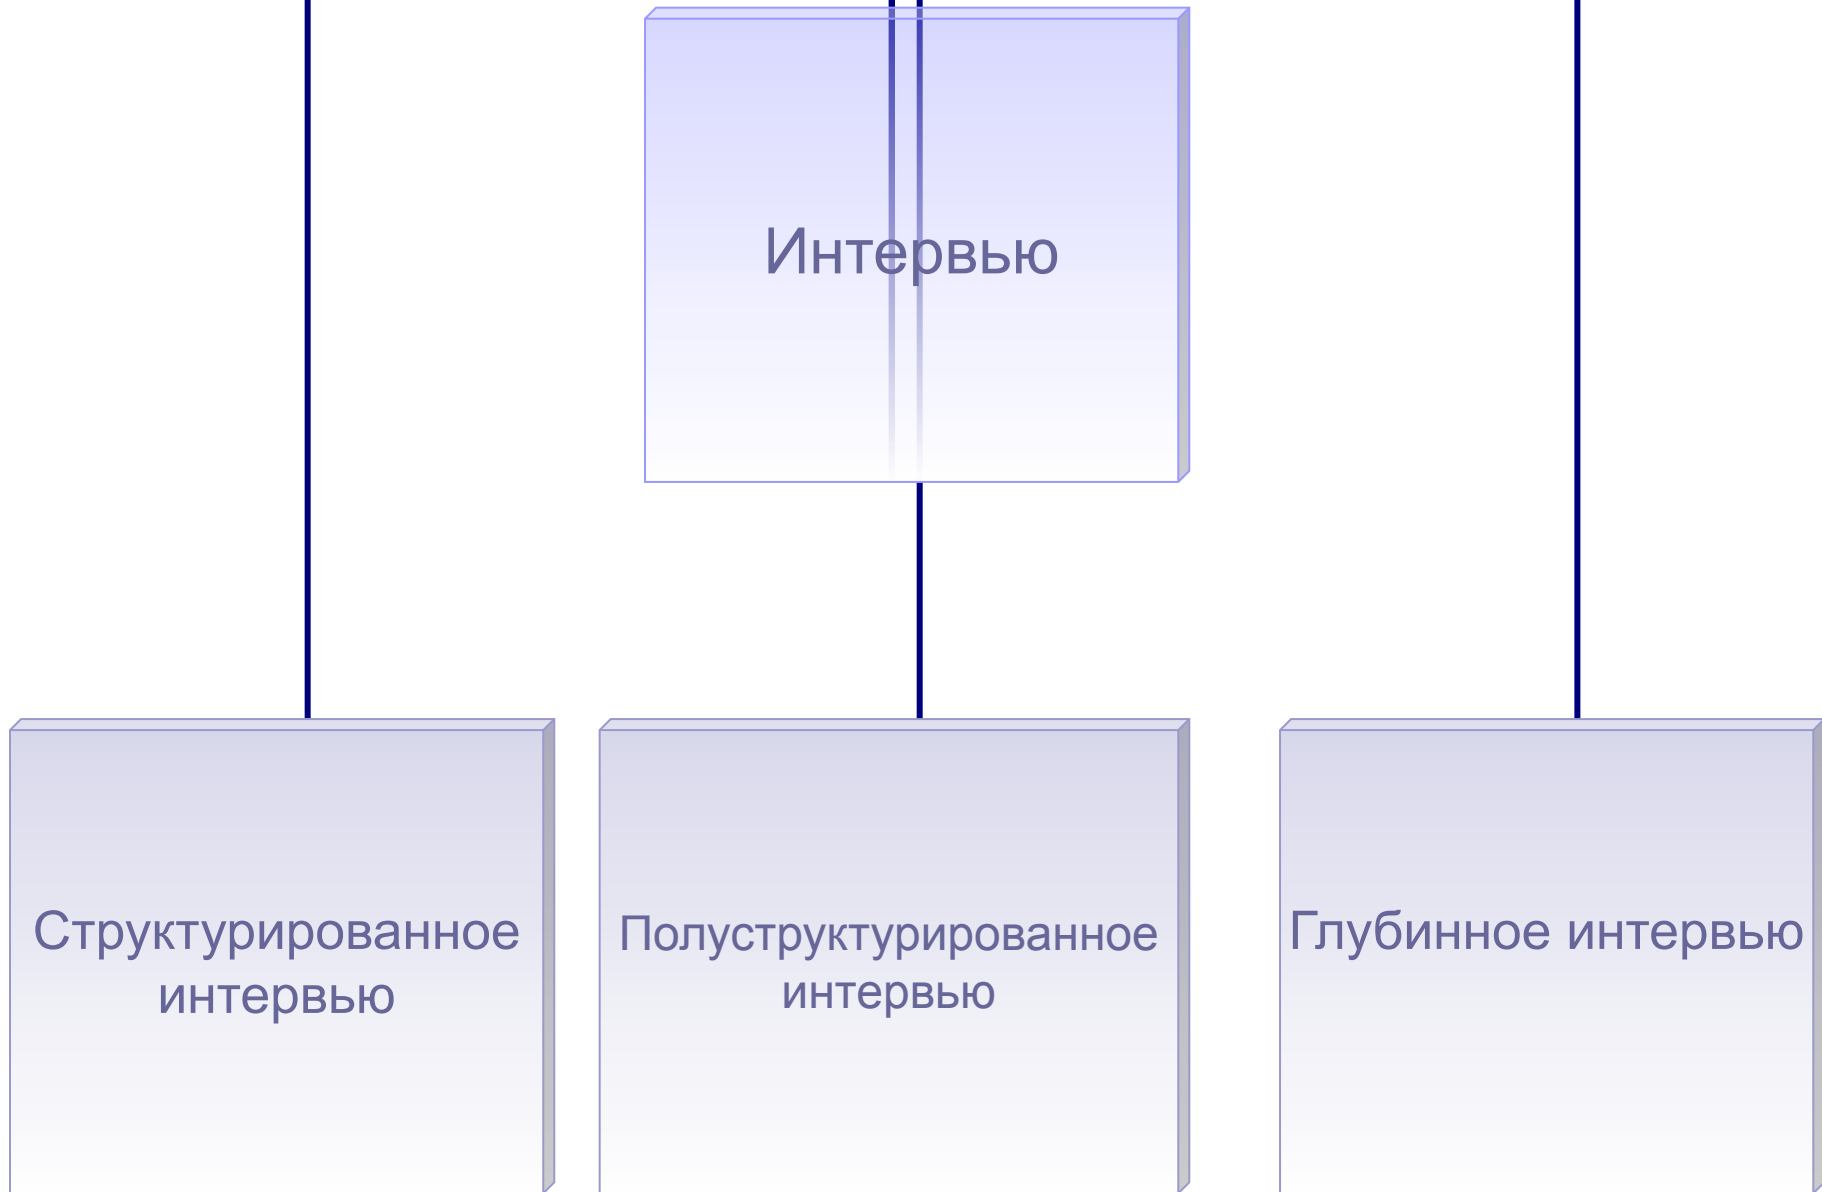 Интервью
Структурированное
интервью
Полуструктурированное
интервью
Глубинное интервью